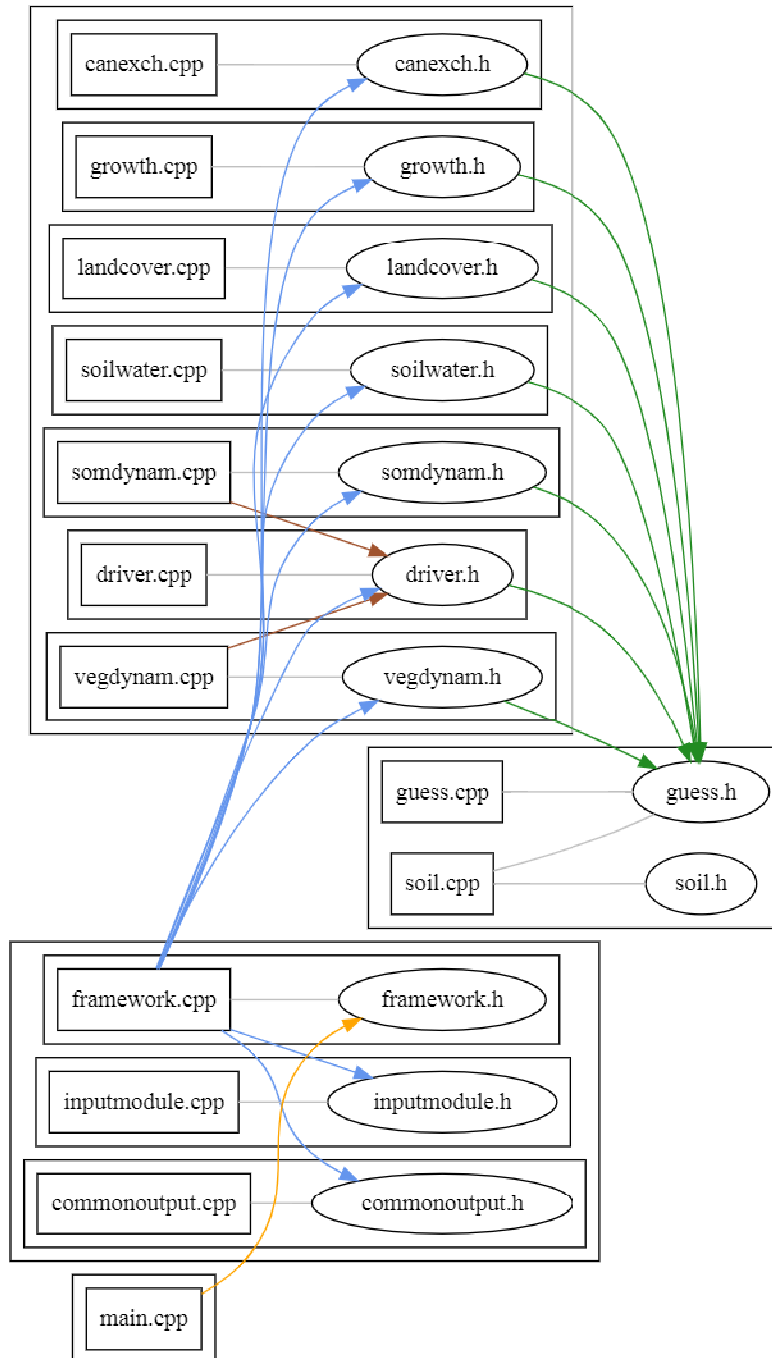 canexch.cpp canexch.h
growth.cpp growth.h
landcover.cpp landcover.h
soilwater.cpp soilwater.h
somdynam.cpp somdynam.h
driver.cpp driver.h
vegdynam.cpp vegdynam.h
guess.cpp guess.h
soil.cpp soil.h
framework.cpp framework.h
inputmodule.cpp inputmodule.h
commonoutput.cpp commonoutput.h
main.cpp